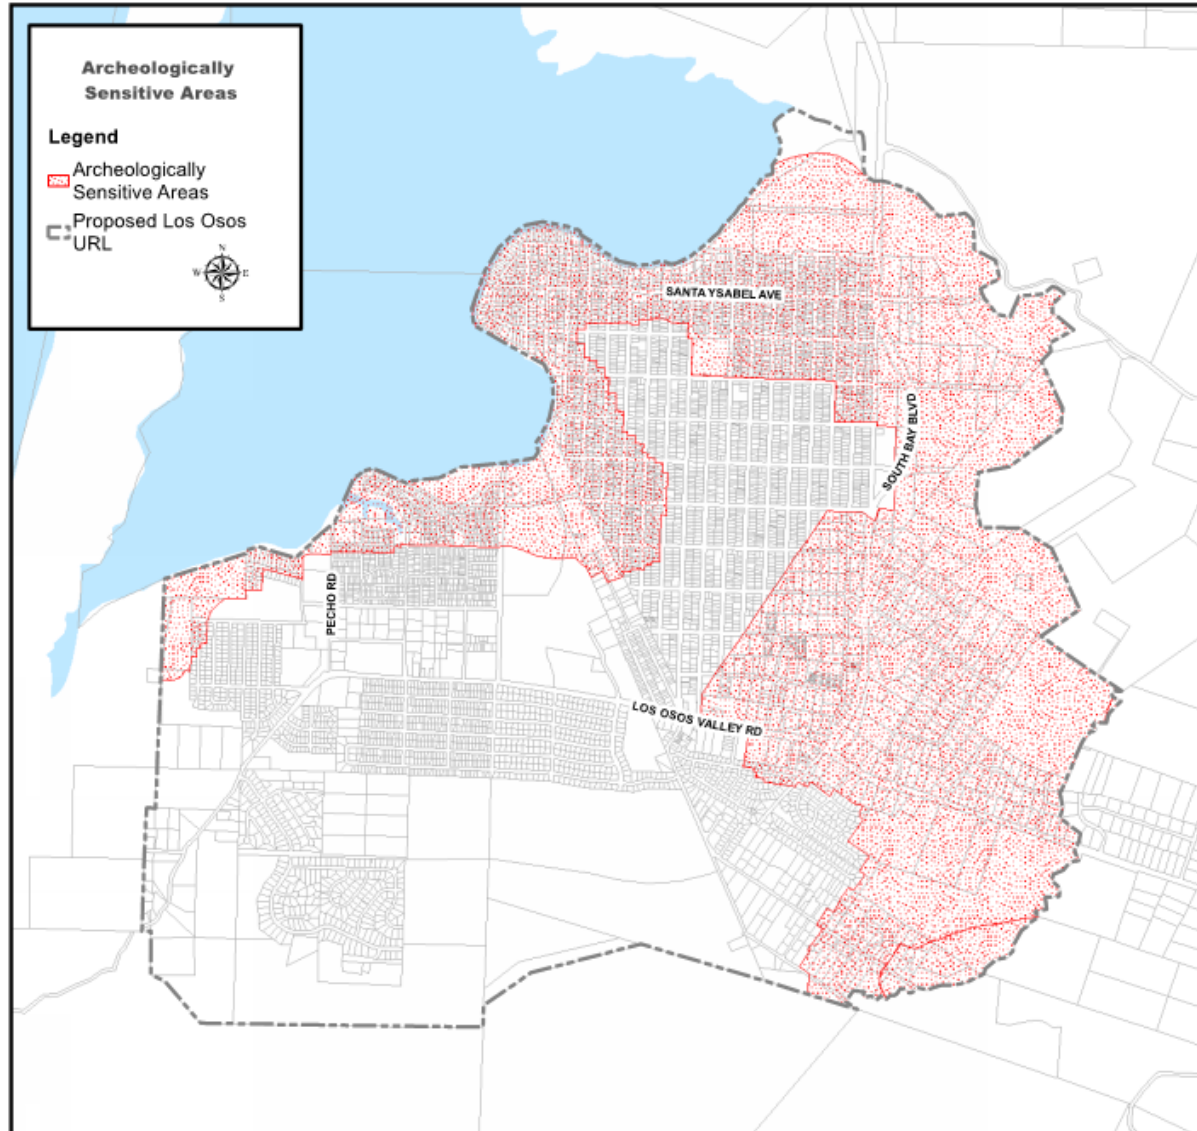 Archeologically
Sensitive Areas
Legend
Archeologically
Sensitive Areas
Proposed Los Osos
URL
N
W E
S
SANTA YSABEL AVE
SOUTH BAY BLVD
PECHO RD
LOS OSOS VALLEY RD